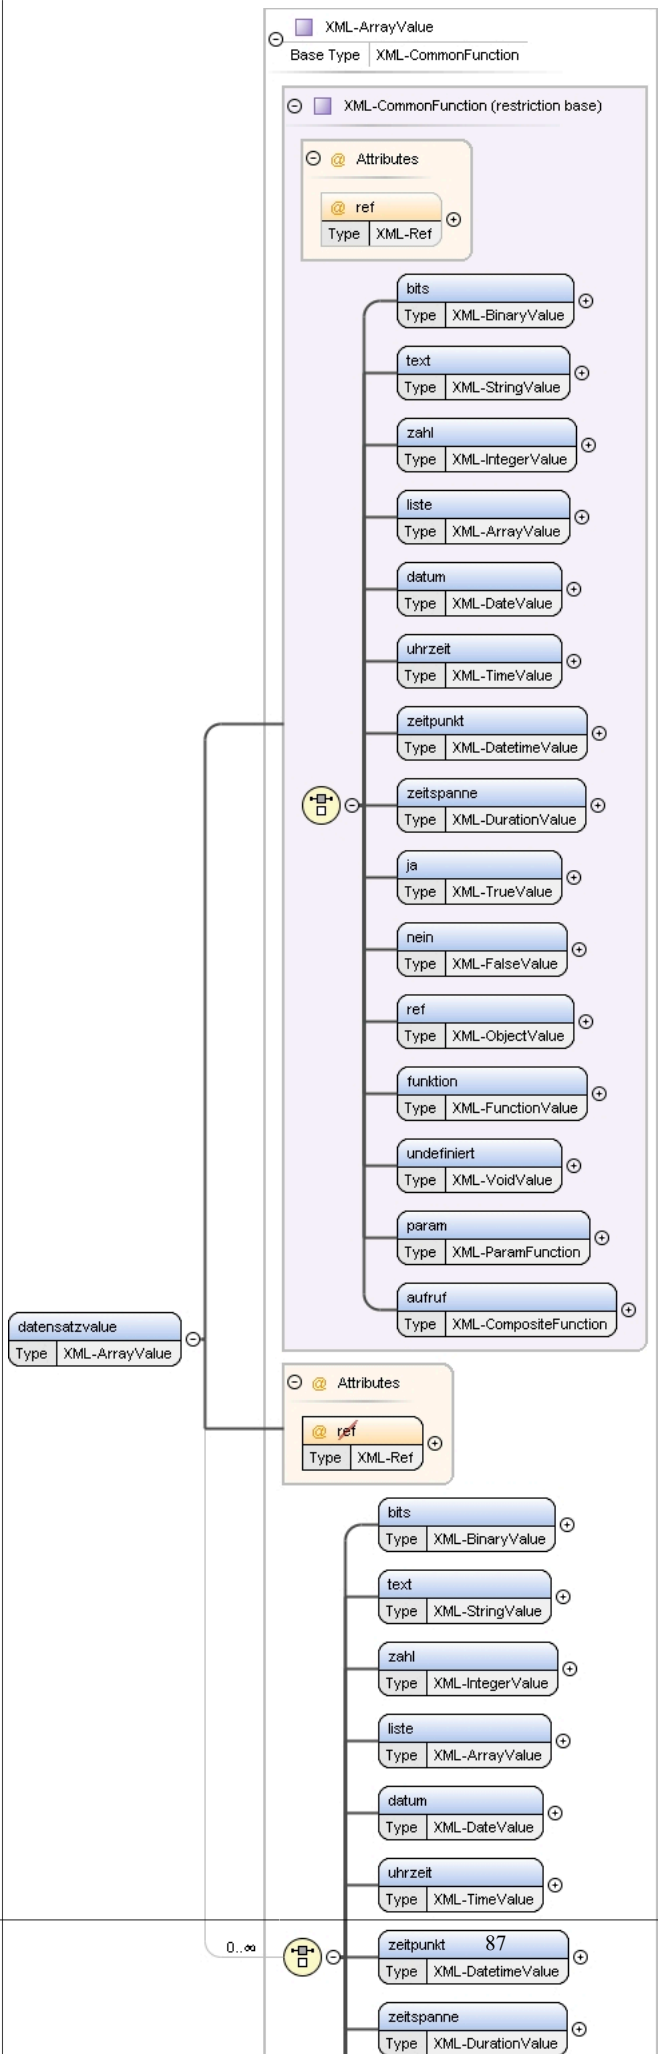 XML-ArrayValue
Base Type XML-CommonFunction
XML-CommonFunction (restriction base)
@ Attributes
@ ref
Type XML-Ref
bits
Type XML-BinaryValue
text
Type XML-StringValue
zahl
Type XML-IntegerValue
liste
Type XML-ArrayValue
datum
Type XML-DateValue
uhrzeit
Type XML-TimeValue
zeitpunkt
Type XML-DatetimeValue
zeitspanne
Type XML-DurationValue
ja
Type XML-TrueValue
nein
Type XML-FalseValue
ref
Type XML-ObjectValue
funktion
Type XML-FunctionValue
undefiniert
Type XML-VoidValue
param
Type XML-ParamFunction
aufruf
Type XML-CompositeFunction
datensatzvalue
Type XML-ArrayValue
@ Attributes
@ ref
Type XML-Ref
bits
Type XML-BinaryValue
text
Type XML-StringValue
zahl
Type XML-IntegerValue
liste
Type XML-ArrayValue
datum
Type XML-DateValue
uhrzeit
Type XML-TimeValue
0..∞
zeitpunkt 87
Type XML-DatetimeValue
zeitspanne
Type XML-DurationValue